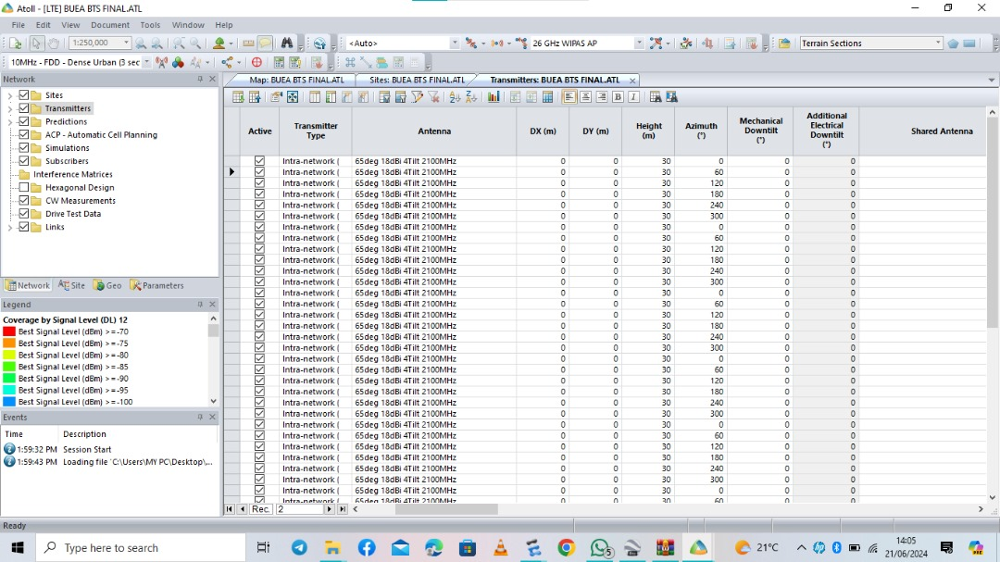 Atoll - [LTE] BUEA BTS FINAL.ATL
File Edit View Document Tools Window Help
1:250,000 <Auto> 26 GHz WIPAS AP Terrain Sections
10MHz - FDD - Dense Urban (3 sec
Network
Sites
Transmitters
Predictions
ACP - Automatic Cell Planning
Simulations
Subscribers
Interference Matrices
Hexagonal Design
CW Measurements
Drive Test Data
Links
Network Site Geo Parameters
Legend
Coverage by Signal Level (DL) 12
Best Signal Level (dBm) >=-70
Best Signal Level (dBm) >=-75
Best Signal Level (dBm) >=-80
Best Signal Level (dBm) >=-85
Best Signal Level (dBm) >=-90
Best Signal Level (dBm) >=-95
Best Signal Level (dBm) >=-100
Events
Time Description
1:59:32 PM Session Start
1:59:43 PM Loading file 'C:\Users\MY PC\Desktop\...
Map: BUEA BTS FINAL.ATL Sites: BUEA BTS FINAL.ATL Transmitters: BUEA BTS FINAL.ATL
B I
Active Transmitter Type Antenna DX (m) DY (m) Height (m) Azimuth (°) Mechanical Downtilt (°) Additional Electrical Downtilt (°) Shared Antenna
Intra-network ( 65deg 18dBi 4Tilt 2100MHz 0 0 30 0 0 0
Intra-network ( 65deg 18dBi 4Tilt 2100MHz 0 0 30 60 0 0
Intra-network ( 65deg 18dBi 4Tilt 2100MHz 0 0 30 120 0 0
Intra-network ( 65deg 18dBi 4Tilt 2100MHz 0 0 30 180 0 0
Intra-network ( 65deg 18dBi 4Tilt 2100MHz 0 0 30 240 0 0
Intra-network ( 65deg 18dBi 4Tilt 2100MHz 0 0 30 300 0 0
Intra-network ( 65deg 18dBi 4Tilt 2100MHz 0 0 30 0 0 0
Intra-network ( 65deg 18dBi 4Tilt 2100MHz 0 0 30 60 0 0
Intra-network ( 65deg 18dBi 4Tilt 2100MHz 0 0 30 120 0 0
Intra-network ( 65deg 18dBi 4Tilt 2100MHz 0 0 30 180 0 0
Intra-network ( 65deg 18dBi 4Tilt 2100MHz 0 0 30 240 0 0
Intra-network ( 65deg 18dBi 4Tilt 2100MHz 0 0 30 300 0 0
Intra-network ( 65deg 18dBi 4Tilt 2100MHz 0 0 30 0 0 0
Intra-network ( 65deg 18dBi 4Tilt 2100MHz 0 0 30 60 0 0
Intra-network ( 65deg 18dBi 4Tilt 2100MHz 0 0 30 120 0 0
Intra-network ( 65deg 18dBi 4Tilt 2100MHz 0 0 30 180 0 0
Intra-network ( 65deg 18dBi 4Tilt 2100MHz 0 0 30 240 0 0
Intra-network ( 65deg 18dBi 4Tilt 2100MHz 0 0 30 300 0 0
Intra-network ( 65deg 18dBi 4Tilt 2100MHz 0 0 30 0 0 0
Intra-network ( 65deg 18dBi 4Tilt 2100MHz 0 0 30 60 0 0
Intra-network ( 65deg 18dBi 4Tilt 2100MHz 0 0 30 120 0 0
Intra-network ( 65deg 18dBi 4Tilt 2100MHz 0 0 30 180 0 0
Intra-network ( 65deg 18dBi 4Tilt 2100MHz 0 0 30 240 0 0
Intra-network ( 65deg 18dBi 4Tilt 2100MHz 0 0 30 300 0 0
Intra-network ( 65deg 18dBi 4Tilt 2100MHz 0 0 30 0 0 0
Intra-network ( 65deg 18dBi 4Tilt 2100MHz 0 0 30 60 0 0
Intra-network ( 65deg 18dBi 4Tilt 2100MHz 0 0 30 120 0 0
Intra-network ( 65deg 18dBi 4Tilt 2100MHz 0 0 30 180 0 0
Intra-network ( 65deg 18dBi 4Tilt 2100MHz 0 0 30 240 0 0
Intra-network ( 65deg 18dBi 4Tilt 2100MHz 0 0 30 300 0 0
Intra-network ( 65deg 18dBi 4Tilt 2100MHz 0 0 30 0 0 0
Intra-network ( 65deg 18dBi 4Tilt 2100MHz 0 0 30 60 0 0
Rec. 2
Ready
Type here to search
5
21°C
14:05
21/06/2024